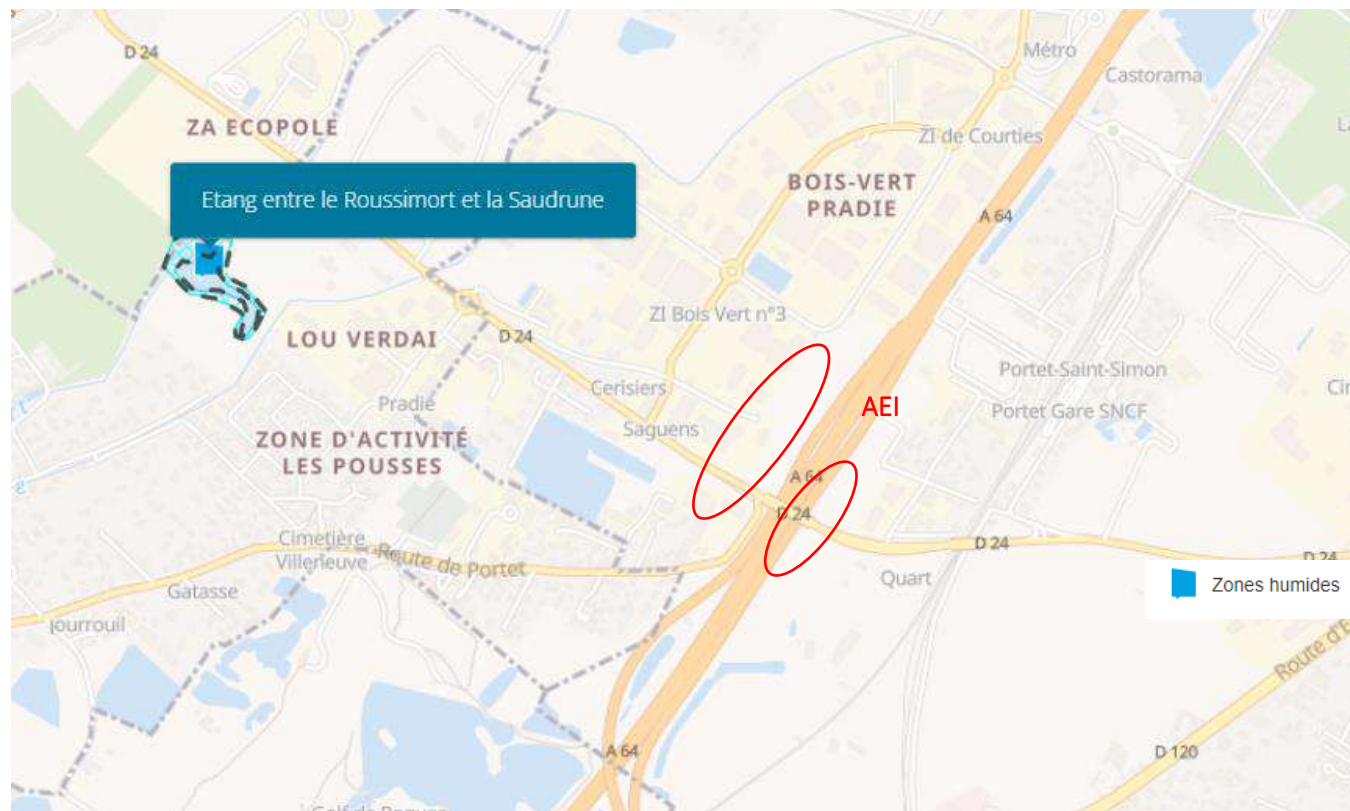 D 24
Métro
Castorama
ZA ECOPOLE
ZI de Courties
BOIS-VERT
PRADIE
Etang entre le Roussimort et la Saudrune
A 64
ZI Bois Vert n°3
LOU VERDAI
D 24
Cerisiers
Portet-Saint-Simon
Pradié
AEI
Portet Gare SNCF
Saguens
ZONE D'ACTIVITÉ
LES POUSSES
A 64
D 24
Cimetière
Villeneuve
Route de Portet
D 24
D 24
Quart
Gatasse
Zones humides
Jourrouil
A 64
D 120